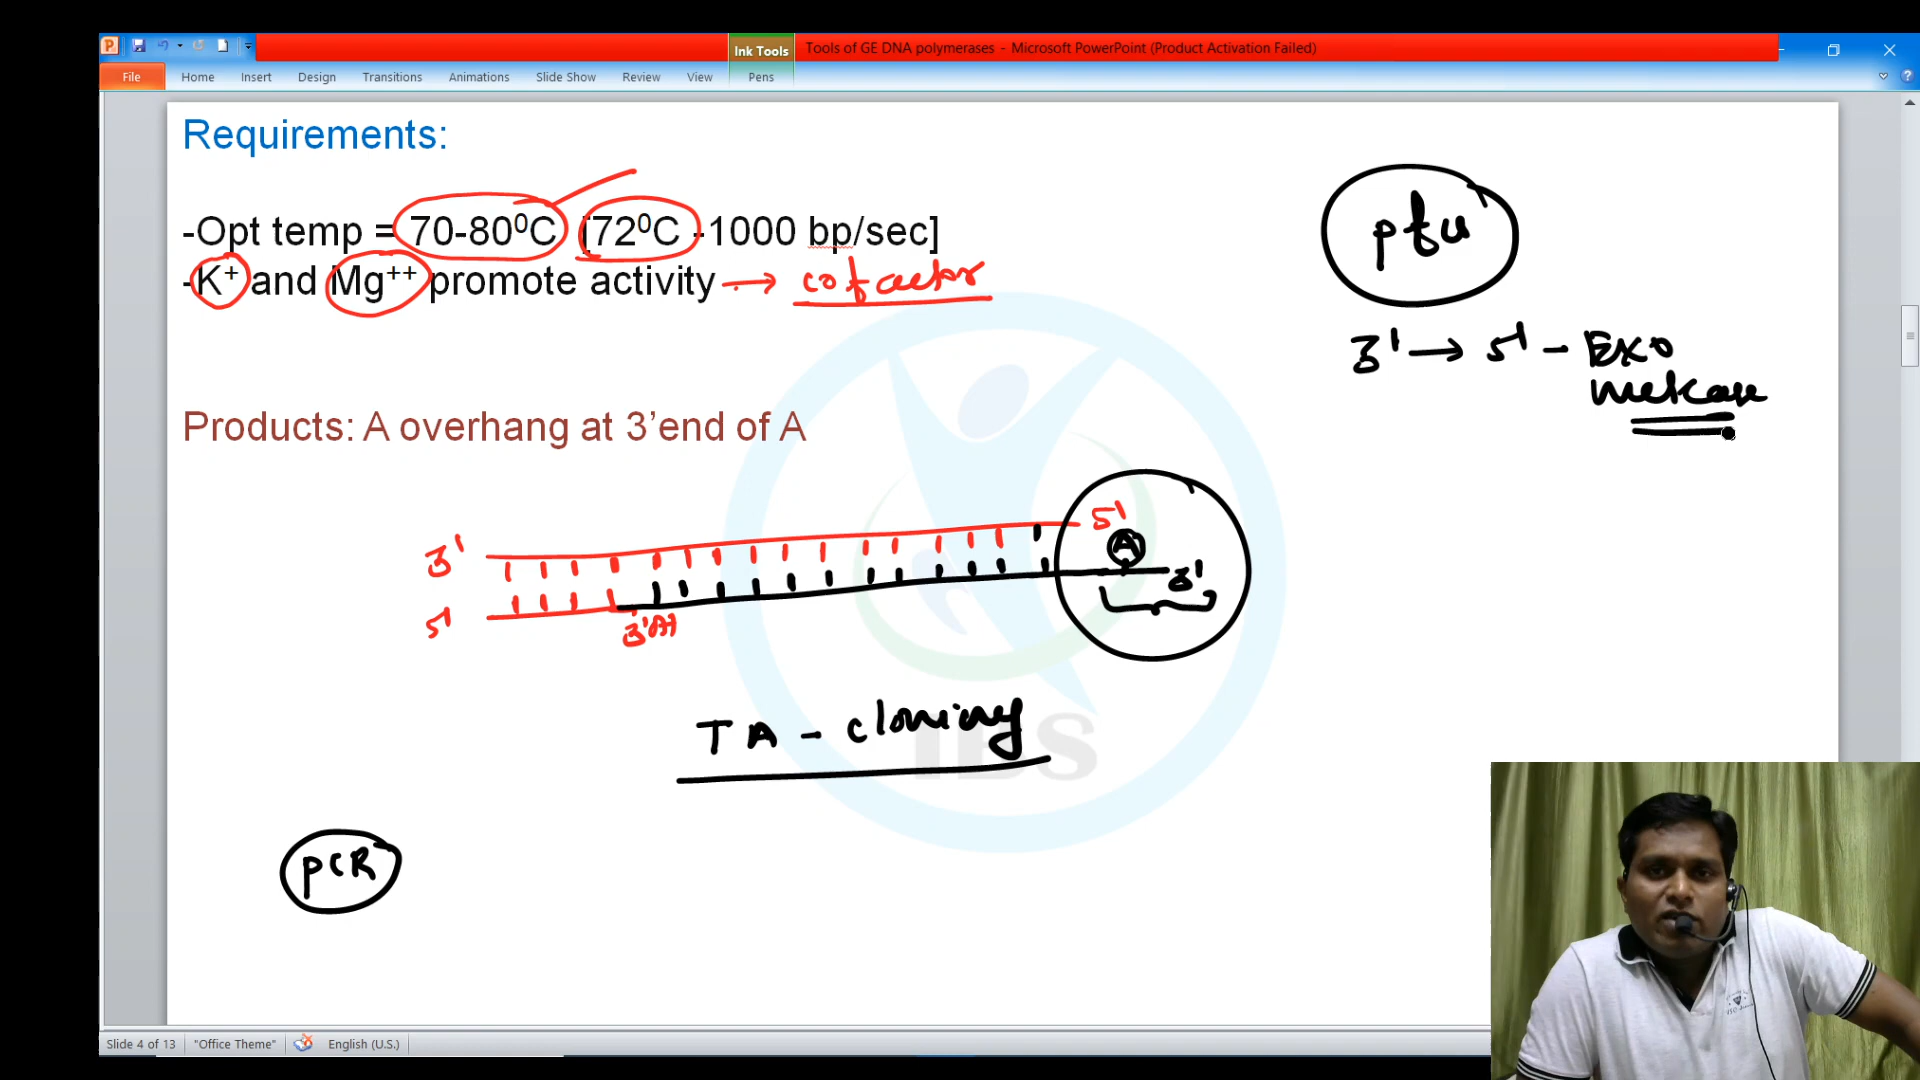 Ink Tools
Tools of GE DNA polymerases - Microsoft PowerPoint (Product Activation Failed)
File Home Insert Design Transitions Animations Slide Show Review View Pens
Requirements:
-Opt temp = 70-80⁰C [72⁰C -1000 bp/sec]
-K⁺ and Mg⁺⁺ promote activity → cofactor
pfu
3' → 5' - Exo
Products: A overhang at 3'end of A
3'
5'
A
3'
5'
3'
TA - cloning
IBS
PCR
Slide 4 of 13 "Office Theme" English (U.S.)